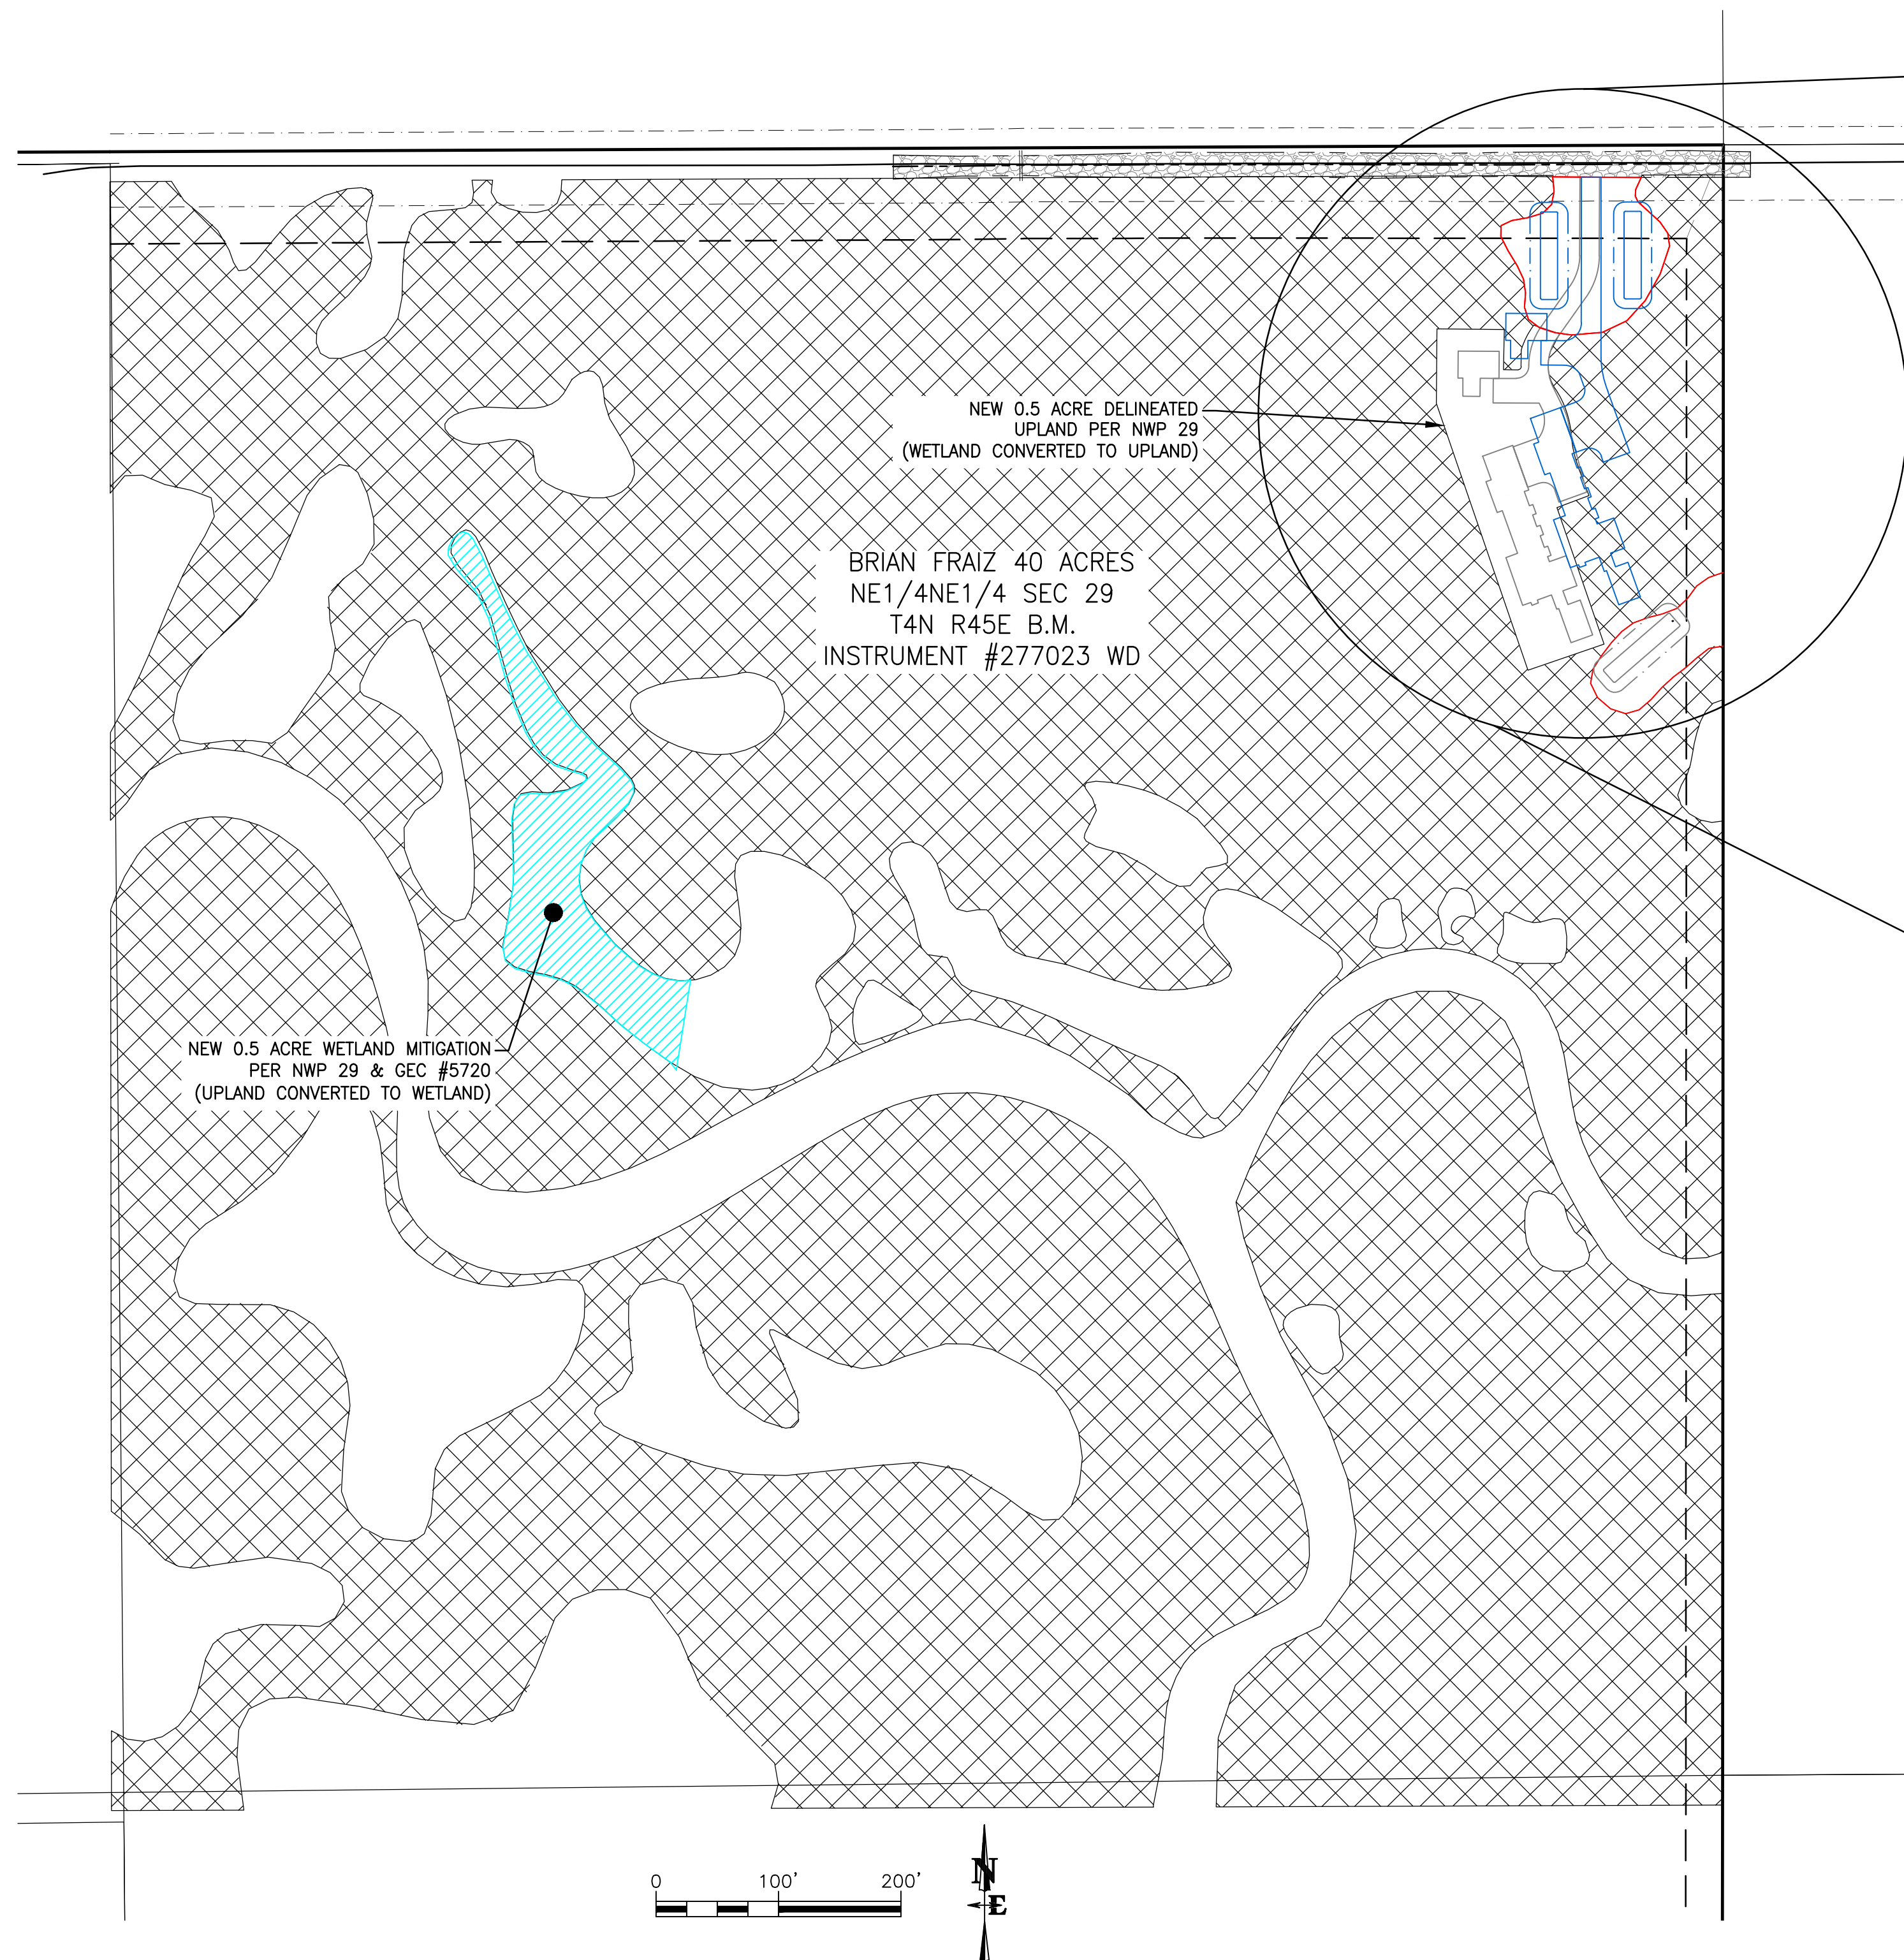 NEW 0.5 ACRE DELINEATED
UPLAND PER NWP 29
(WETLAND CONVERTED TO UPLAND)
BRIAN FRAIZ 40 ACRES
NE1/4NE1/4 SEC 29
T4N R45E B.M.
INSTRUMENT #277023 WD
NEW 0.5 ACRE WETLAND MITIGATION
PER NWP 29 & GEC #5720
(UPLAND CONVERTED TO WETLAND)
0 100' 200'
N
E